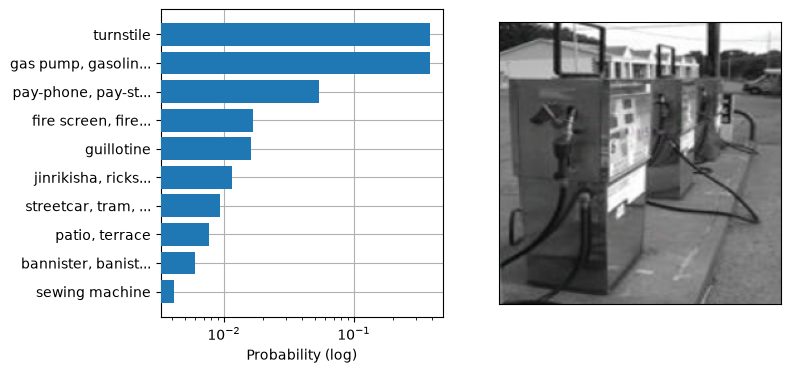 turnstile
gas pump, gasolin...
pay-phone, pay-st...
fire screen, fire...
guillotine
jinrikisha, ricks...
streetcar, tram, ...
patio, terrace
bannister, banist...
sewing machine
10⁻²
10⁻¹
Probability (log)